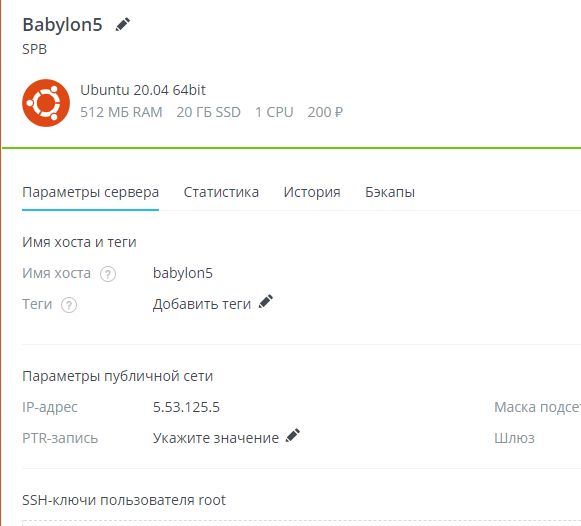 Babylon5
SPB
Ubuntu 20.04 64bit
512 МБ RAM 20 ГБ SSD 1 CPU 200 ₽
Параметры сервера Статистика История Бэкапы
Имя хоста и теги
Имя хоста ? babylon5
Теги ? Добавить теги
Параметры публичной сети
IP-адрес 5.53.125.5 Маска подсе
PTR-запись Укажите значение Шлюз
SSH-ключи пользователя root